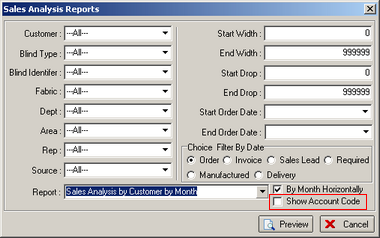 Sales Analysis Reports
Customer : ---All---
Start Width : 0
Blind Type : ---All---
End Width : 999999
Blind Identifer : ---All---
Start Drop : 0
Fabric : ---All---
End Drop : 999999
Dept : ---All---
Start Order Date :
Area : ---All---
End Order Date :
Rep : ---All---
Choice Filter By Date
Order Invoice Sales Lead Required
Source : ---All---
Manufactured Delivery
Report : Sales Analysis by Customer by Month
By Month Horizontally
Show Account Code
Preview Cancel